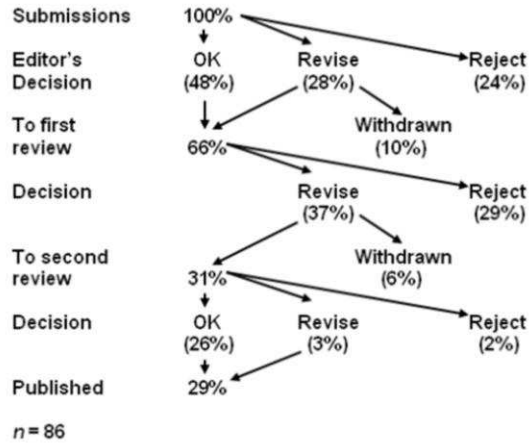 Submissions 100%
Editor's OK Revise Reject
Decision (48%) (28%) (24%)
To first Withdrawn
review 66% (10%)
Decision Revise Reject
(37%) (29%)
To second Withdrawn
review 31% (6%)
Decision OK Revise Reject
(26%) (3%) (2%)
Published 29%
n = 86